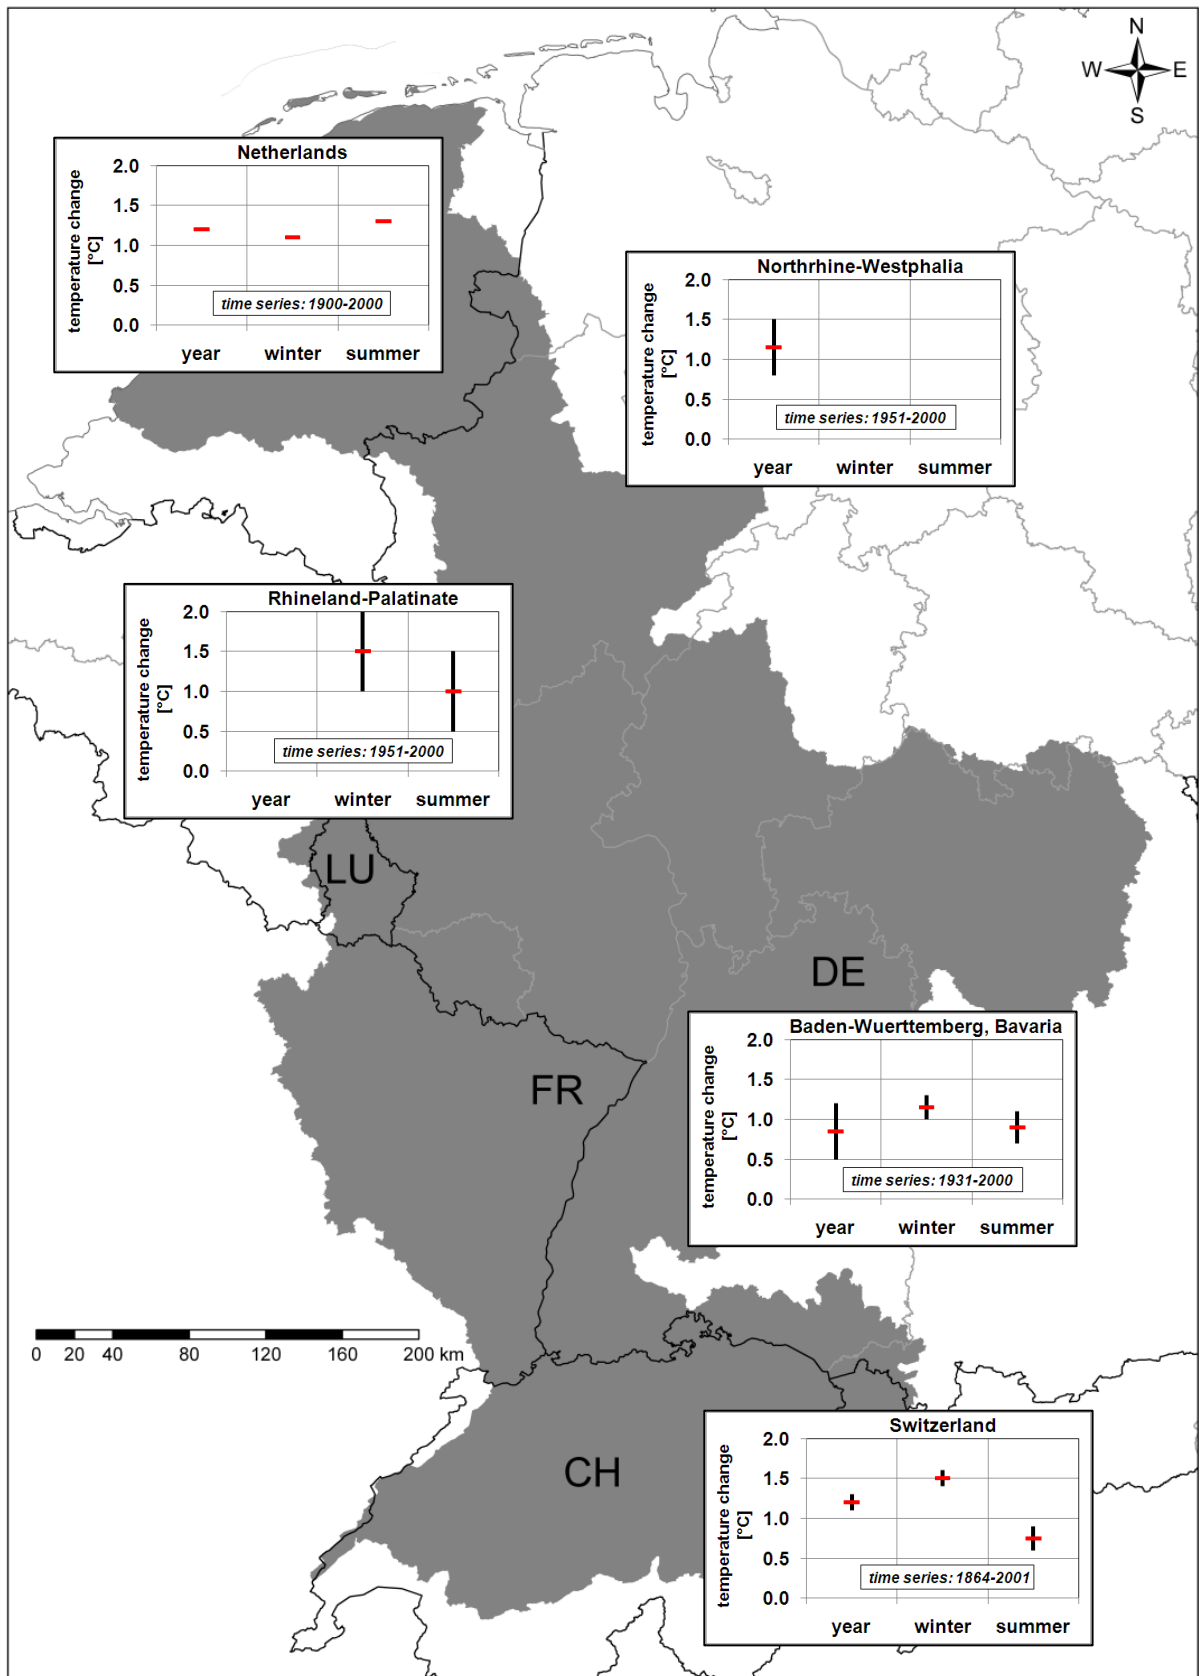 N
W E
S
Netherlands
temperature change
[°C]
2.0
1.5
1.0
0.5
0.0
time series: 1900-2000
year winter summer
Northrhine-Westphalia
temperature change
[°C]
2.0
1.5
1.0
0.5
0.0
time series: 1951-2000
year winter summer
Rhineland-Palatinate
temperature change
[°C]
2.0
1.5
1.0
0.5
0.0
time series: 1951-2000
year winter summer
LU
DE
FR
Baden-Wuerttemberg, Bavaria
temperature change
[°C]
2.0
1.5
1.0
0.5
0.0
time series: 1931-2000
year winter summer
0 20 40 80 120 160 200 km
CH
Switzerland
temperature change
[°C]
2.0
1.5
1.0
0.5
0.0
time series: 1864-2001
year winter summer